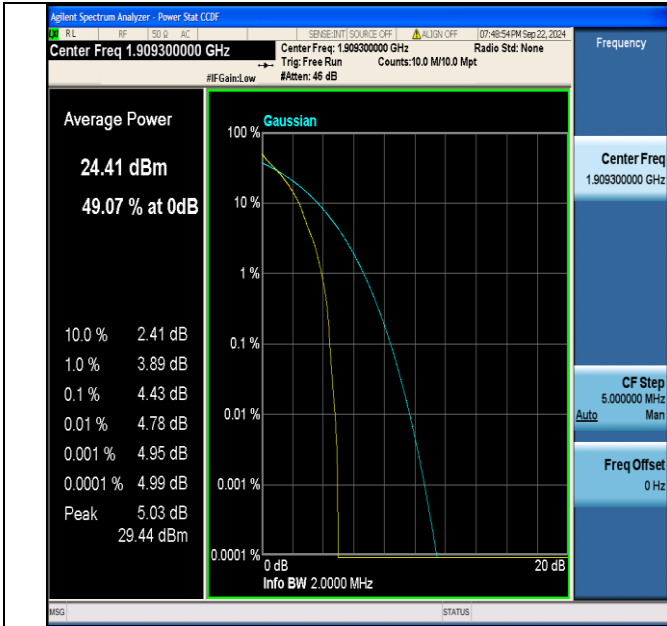 Agilent Spectrum Analyzer - Power Stat CCDF
RL RF 50 Ω AC SENSE:INT SOURCE OFF ALIGN OFF 07:48:54 PM Sep 22, 2024
Center Freq 1.909300000 GHz
Center Freq: 1.909300000 GHz Radio Std: None
Trig: Free Run Counts:10.0 M/10.0 Mpt
#IFGain:Low #Atten: 46 dB
Frequency
Average Power
24.41 dBm
49.07 % at 0dB
10.0 % 2.41 dB
1.0 % 3.89 dB
0.1 % 4.43 dB
0.01 % 4.78 dB
0.001 % 4.95 dB
0.0001 % 4.99 dB
Peak 5.03 dB
29.44 dBm
Gaussian
100 %
10 %
1 %
0.1 %
0.01 %
0.001 %
0.0001 %
0 dB 20 dB
Info BW 2.0000 MHz
Center Freq
1.909300000 GHz
CF Step
5.000000 MHz
Auto Man
Freq Offset
0 Hz
MSG STATUS